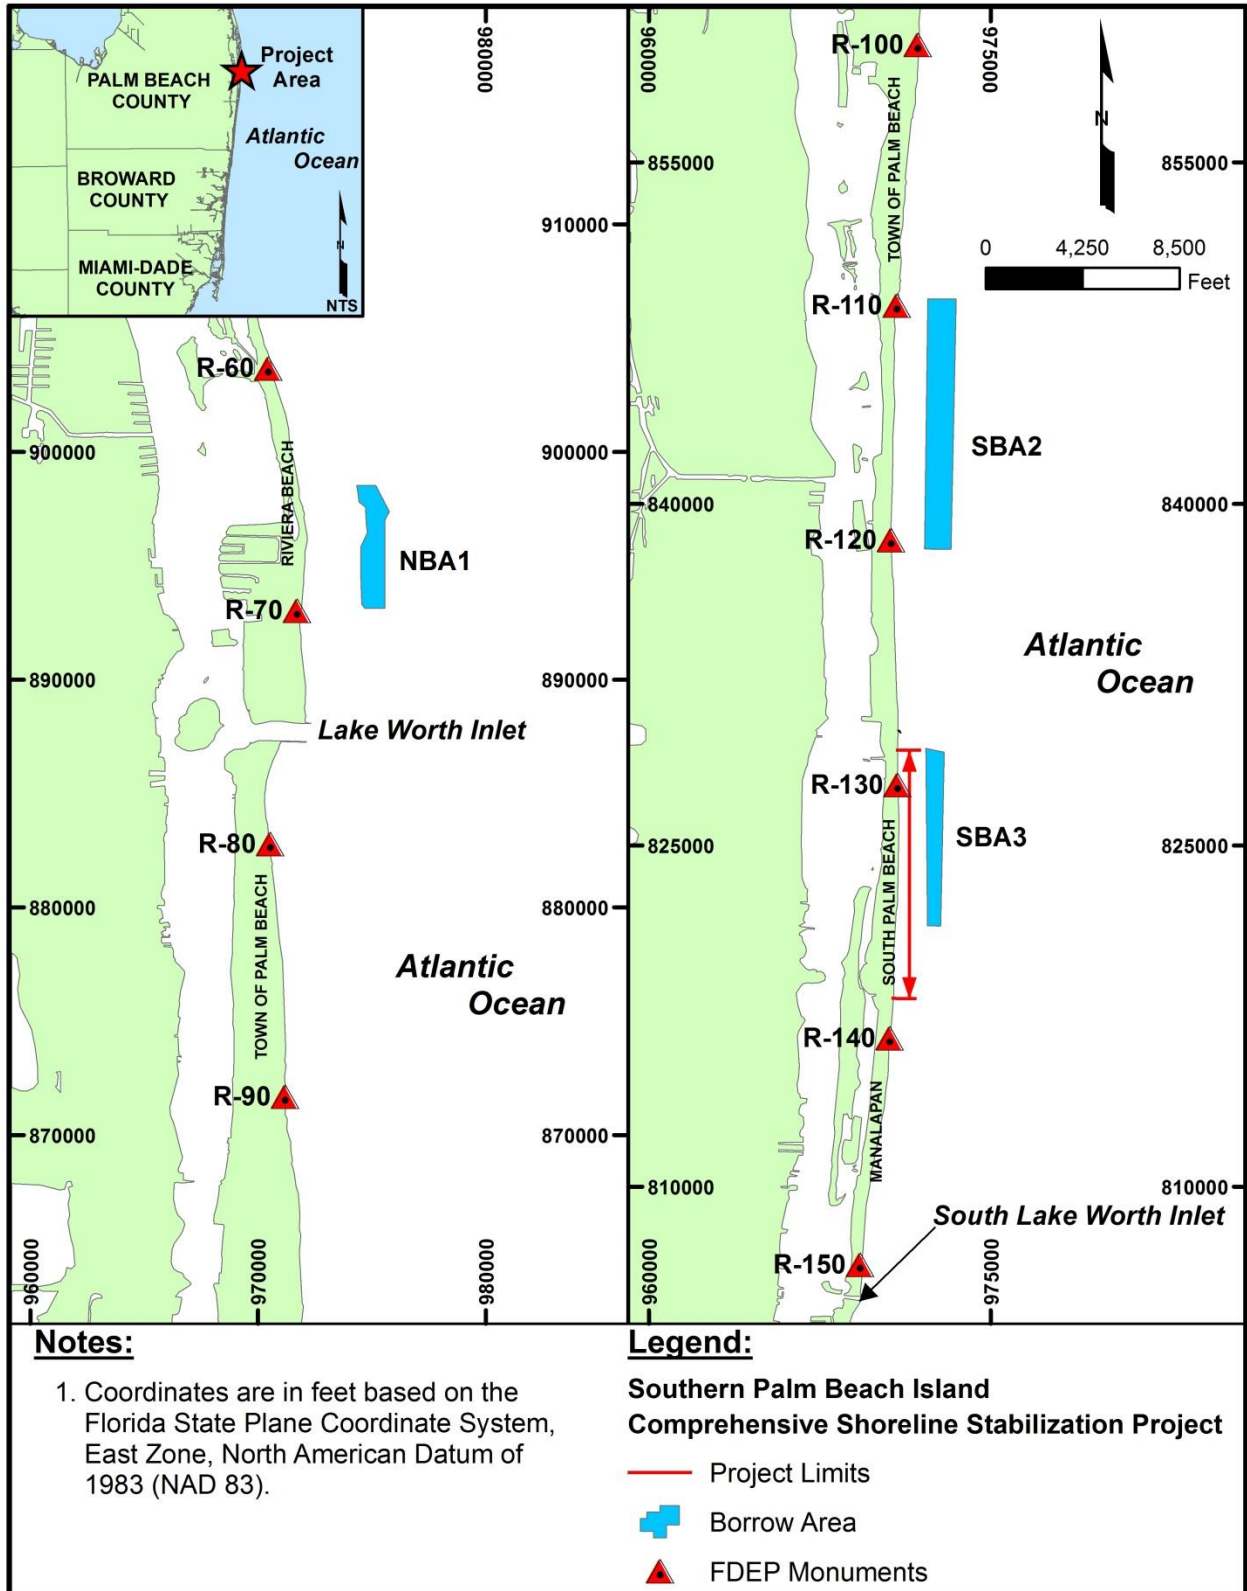 PALM BEACH
COUNTY
Project
Area
Atlantic
Ocean
BROWARD
COUNTY
MIAMI-DADE
COUNTY
N
NTS
980000
R-60
900000
900000
RIVIERA BEACH
NBA1
R-70
890000
890000
Lake Worth Inlet
R-80
880000
880000
TOWN OF PALM BEACH
Atlantic
Ocean
R-90
870000
870000
960000
970000
980000
910000
960000
R-100
975000
N
855000
855000
TOWN OF PALM BEACH
0 4,250 8,500
Feet
R-110
SBA2
840000
840000
R-120
Atlantic
Ocean
R-130
825000
825000
SOUTH PALM BEACH
SBA3
R-140
MANALAPAN
810000
810000
South Lake Worth Inlet
R-150
960000
975000
Notes:
1. Coordinates are in feet based on the
Florida State Plane Coordinate System,
East Zone, North American Datum of
1983 (NAD 83).
Legend:
Southern Palm Beach Island
Comprehensive Shoreline Stabilization Project
Project Limits
Borrow Area
FDEP Monuments